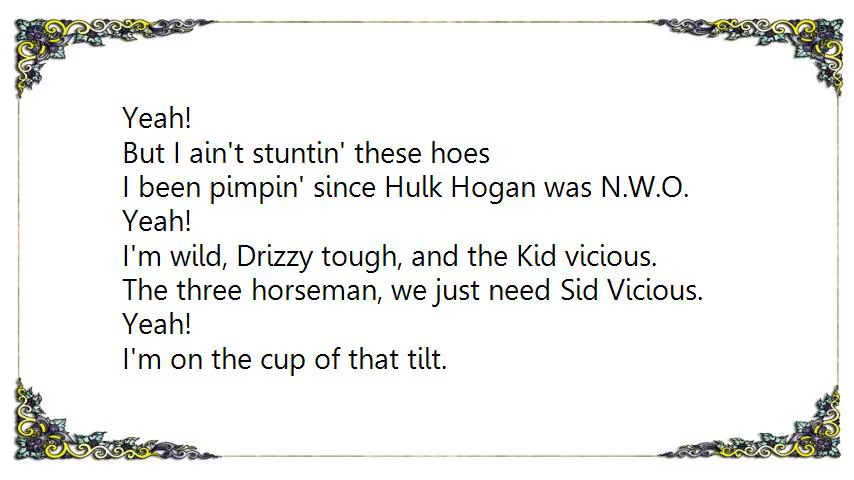 Yeah!
But I ain't stuntin' these hoes
I been pimpin' since Hulk Hogan was N.W.O.
Yeah!
I'm wild, Drizzy tough, and the Kid vicious.
The three horseman, we just need Sid Vicious.
Yeah!
I'm on the cup of that tilt.